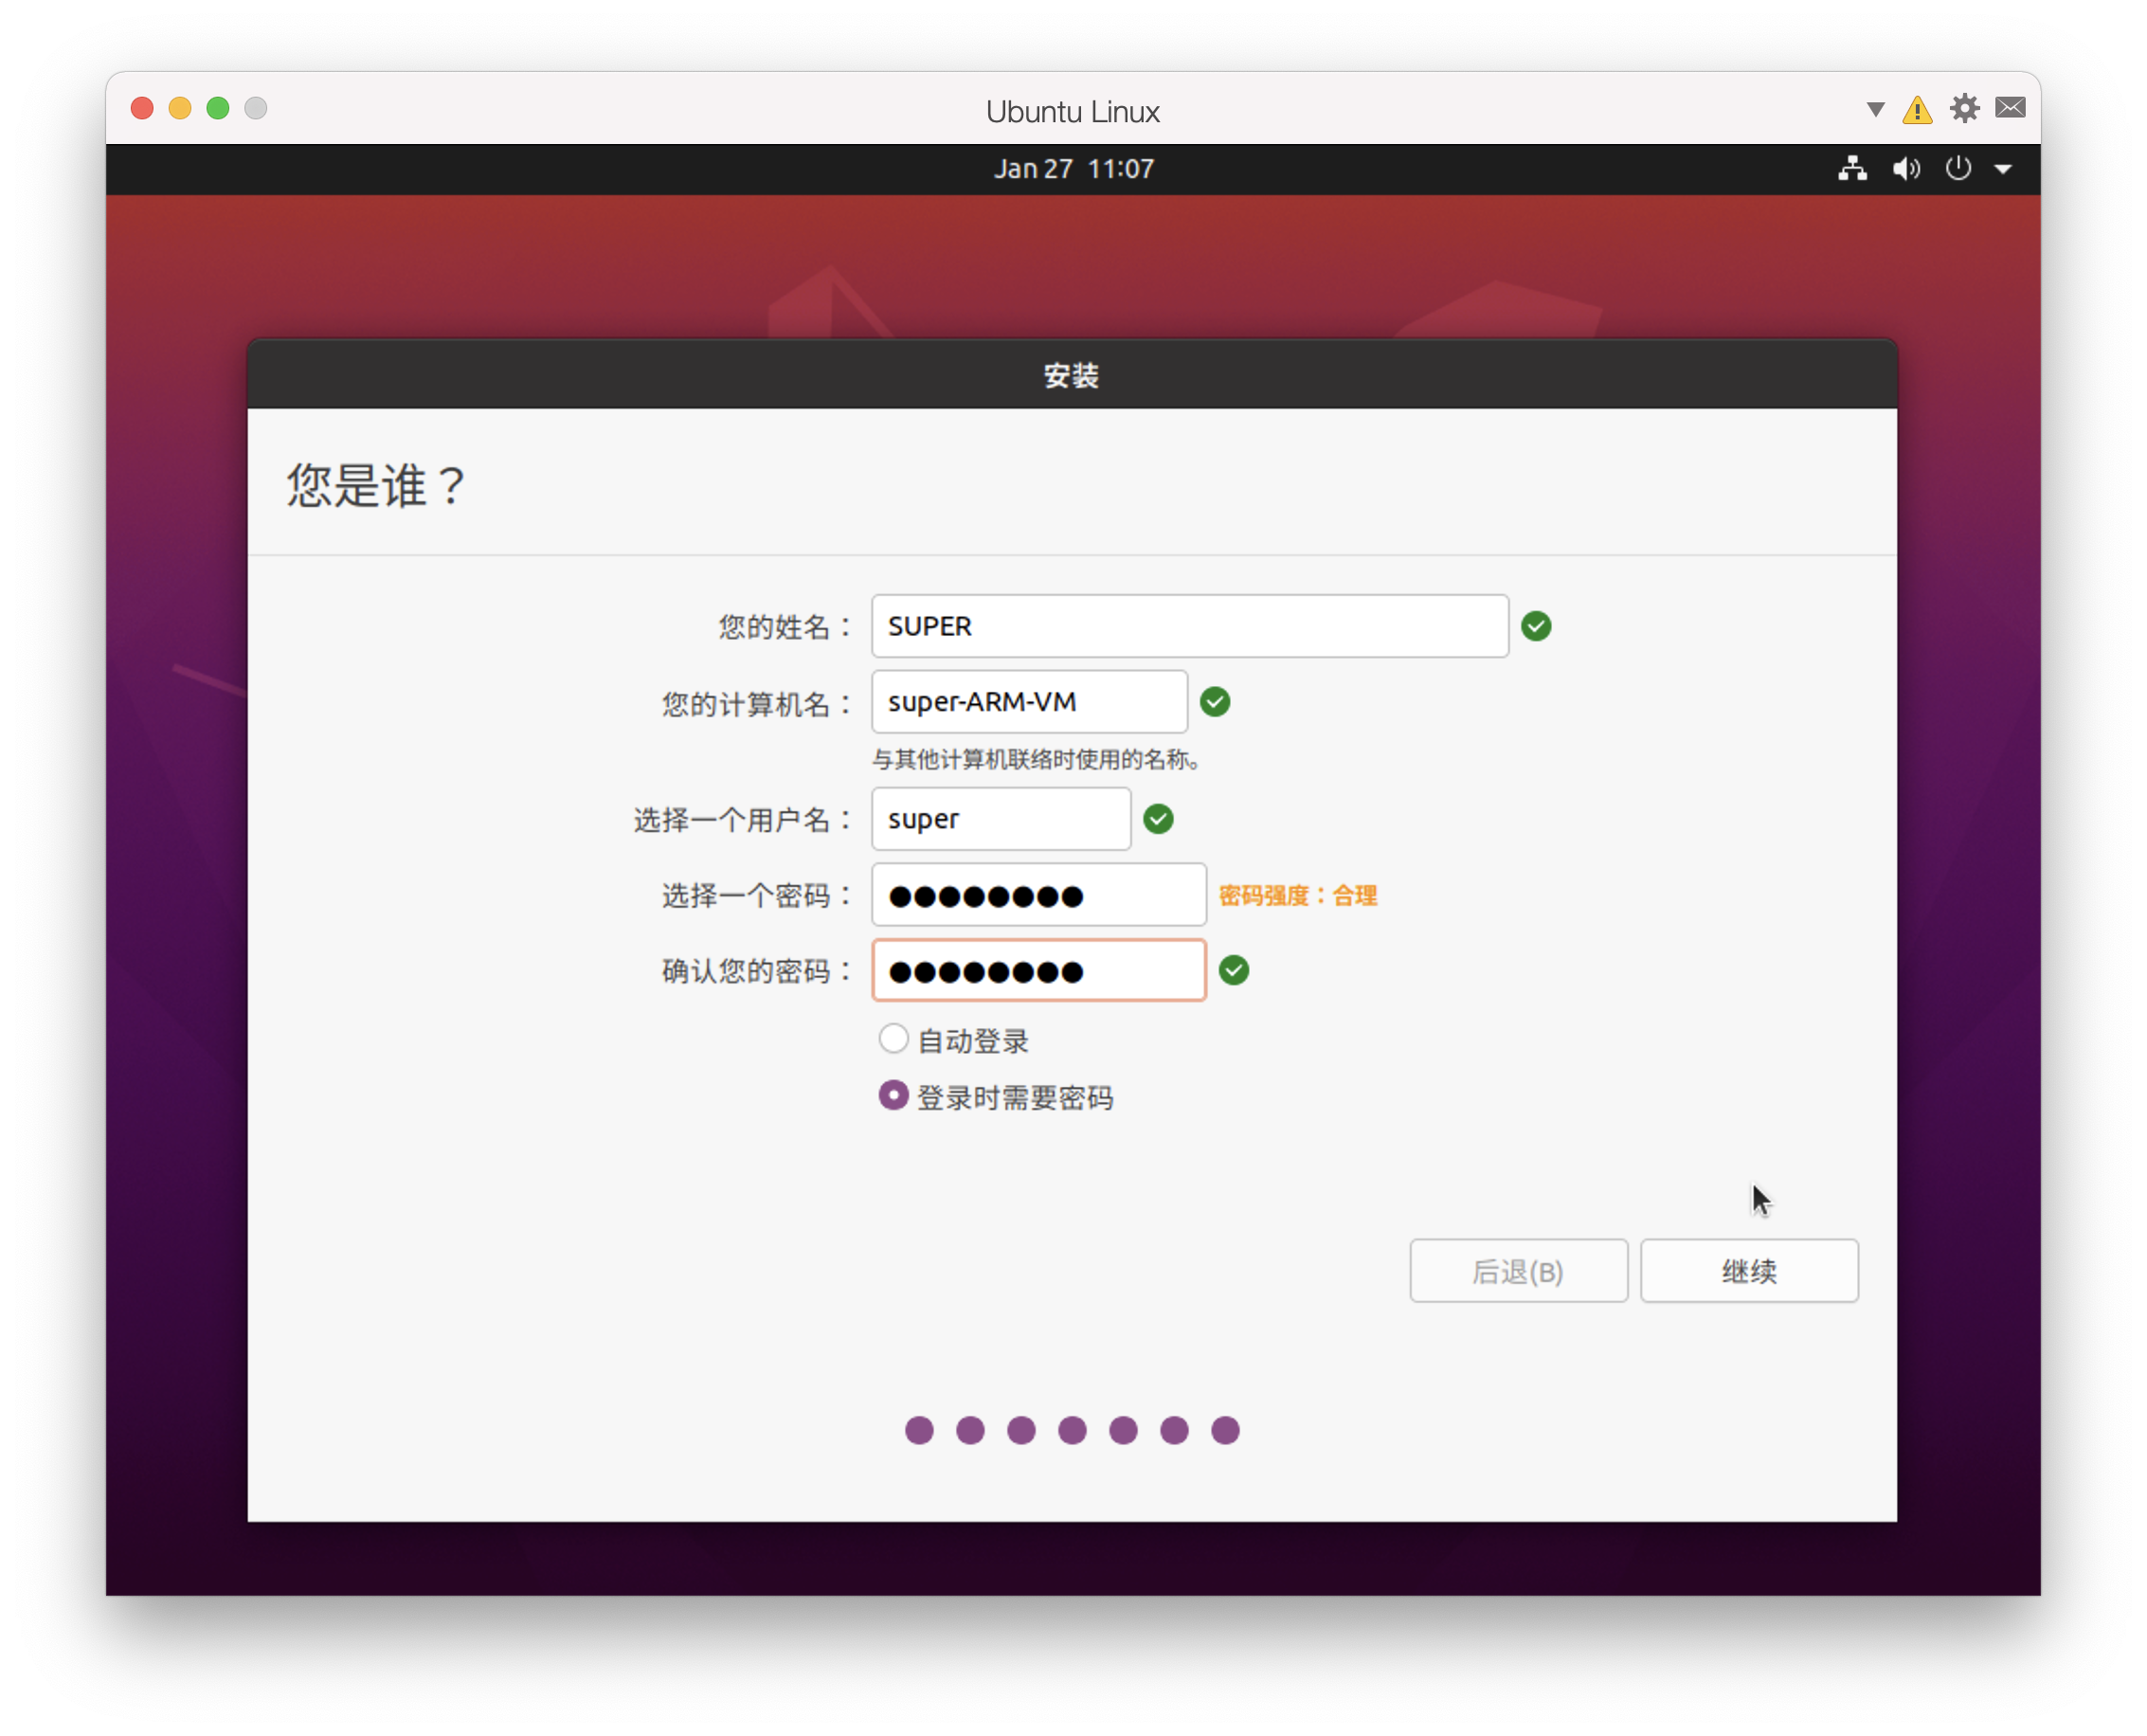 Ubuntu Linux
Jan 27 11:07
安装
您是谁？
您的姓名： SUPER
您的计算机名： super-ARM-VM
与其他计算机联络时使用的名称。
选择一个用户名： super
选择一个密码： ●●●●●●●● 密码强度：合理
确认您的密码： ●●●●●●●●
自动登录
登录时需要密码
后退(B) 继续